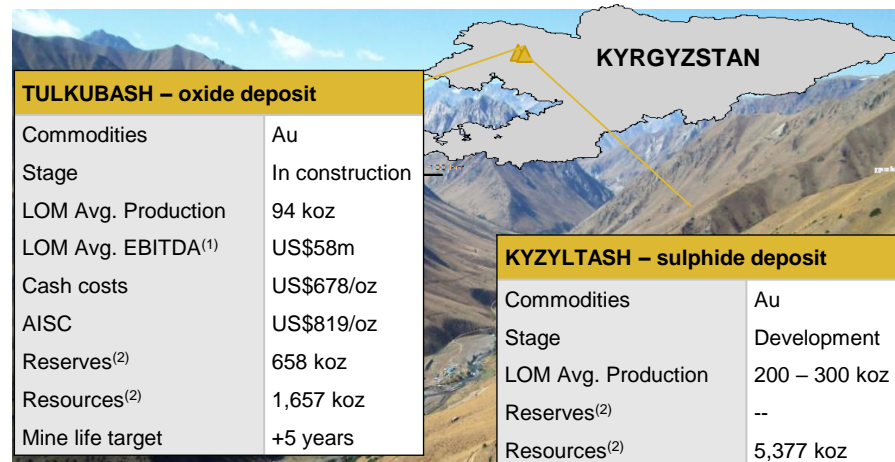 KYRGYZSTAN
TULKUBASH – oxide deposit
Commodities Au
Stage In construction
LOM Avg. Production 94 koz
LOM Avg. EBITDA(1) US$58m
Cash costs US$678/oz
AISC US$819/oz
Reserves(2) 658 koz
Resources(2) 1,657 koz
Mine life target +5 years
KYZYLTASH – sulphide deposit
Commodities Au
Stage Development
LOM Avg. Production 200 – 300 koz
Reserves(2) --
Resources(2) 5,377 koz